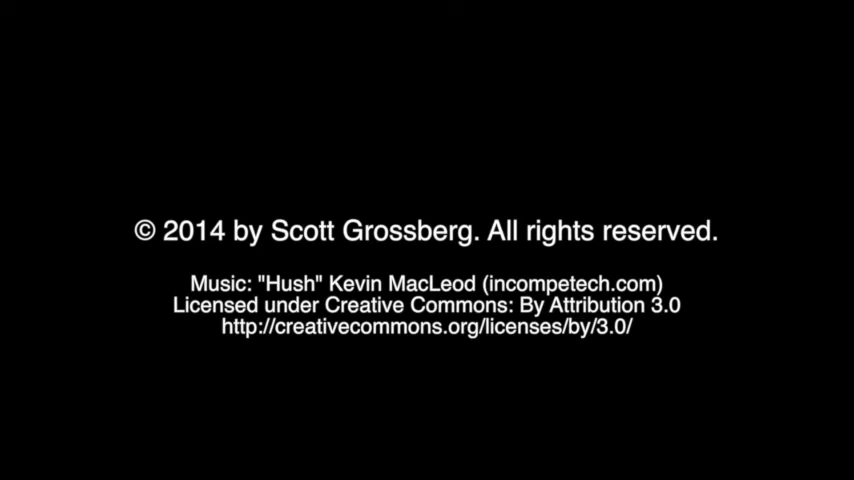 © 2014 by Scott Grossberg. All rights reserved.
Music: "Hush" Kevin MacLeod (incompetech.com)
Licensed under Creative Commons: By Attribution 3.0
http://creativecommons.org/licenses/by/3.0/